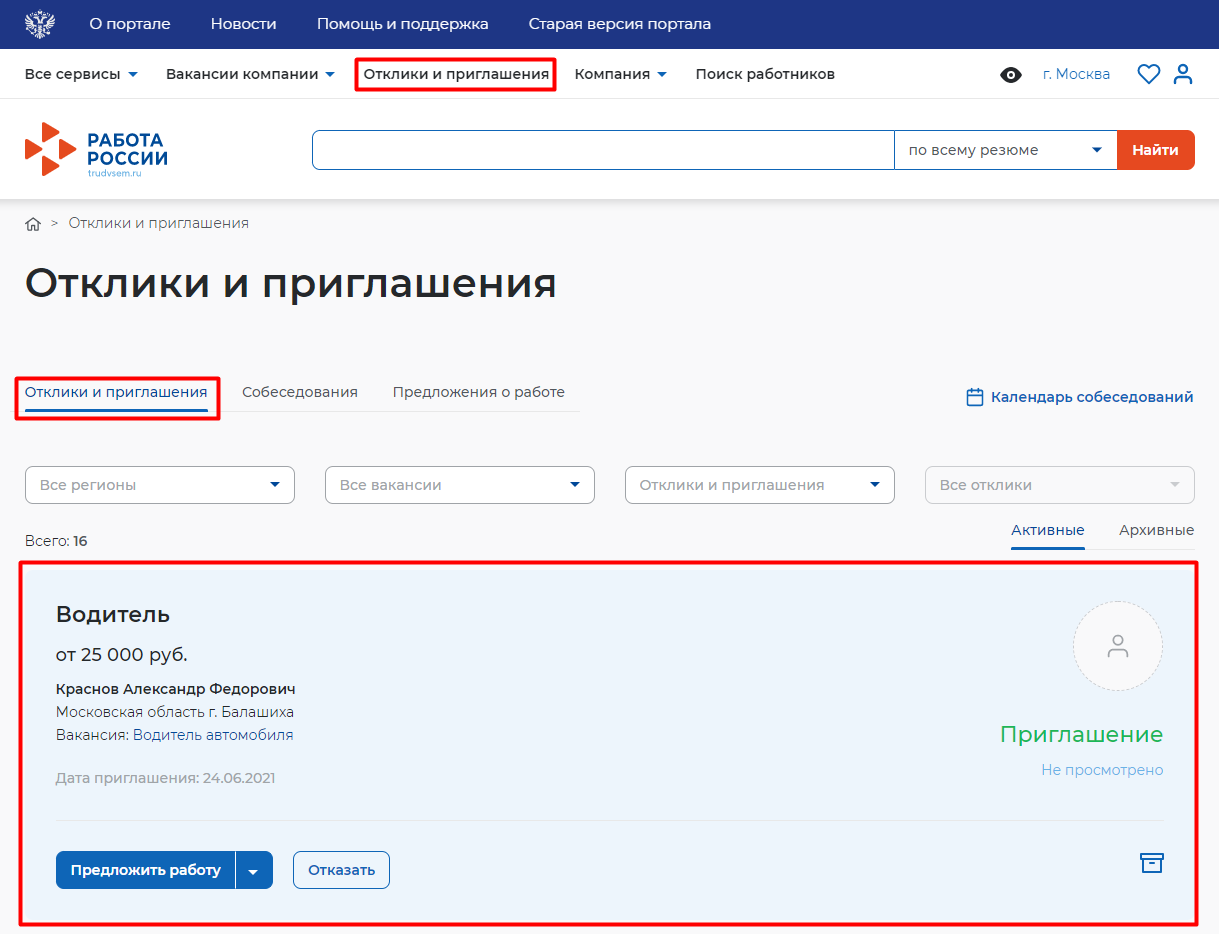 О портале Новости Помощь и поддержка Старая версия портала
Все сервисы Вакансии компании Отклики и приглашения Компания Поиск работников г. Москва
РАБОТА
РОССИИ
trudvsem.ru
по всему резюме Найти
> Отклики и приглашения
Отклики и приглашения
Отклики и приглашения Собеседования Предложения о работе Календарь собеседований
Все регионы Все вакансии Отклики и приглашения Все отклики
Всего: 16 Активные Архивные
Водитель
от 25 000 руб.
Краснов Александр Федорович
Московская область г. Балашиха
Вакансия: Водитель автомобиля
Приглашение
Не просмотрено
Дата приглашения: 24.06.2021
Предложить работу Отказать